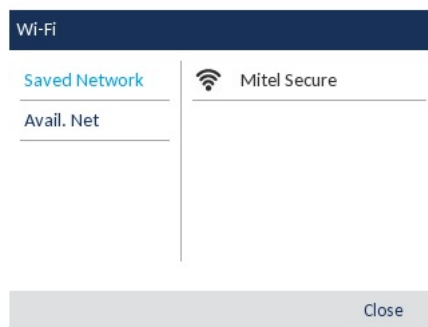 Wi-Fi
Saved Network
Mitel Secure
Avail. Net
Close